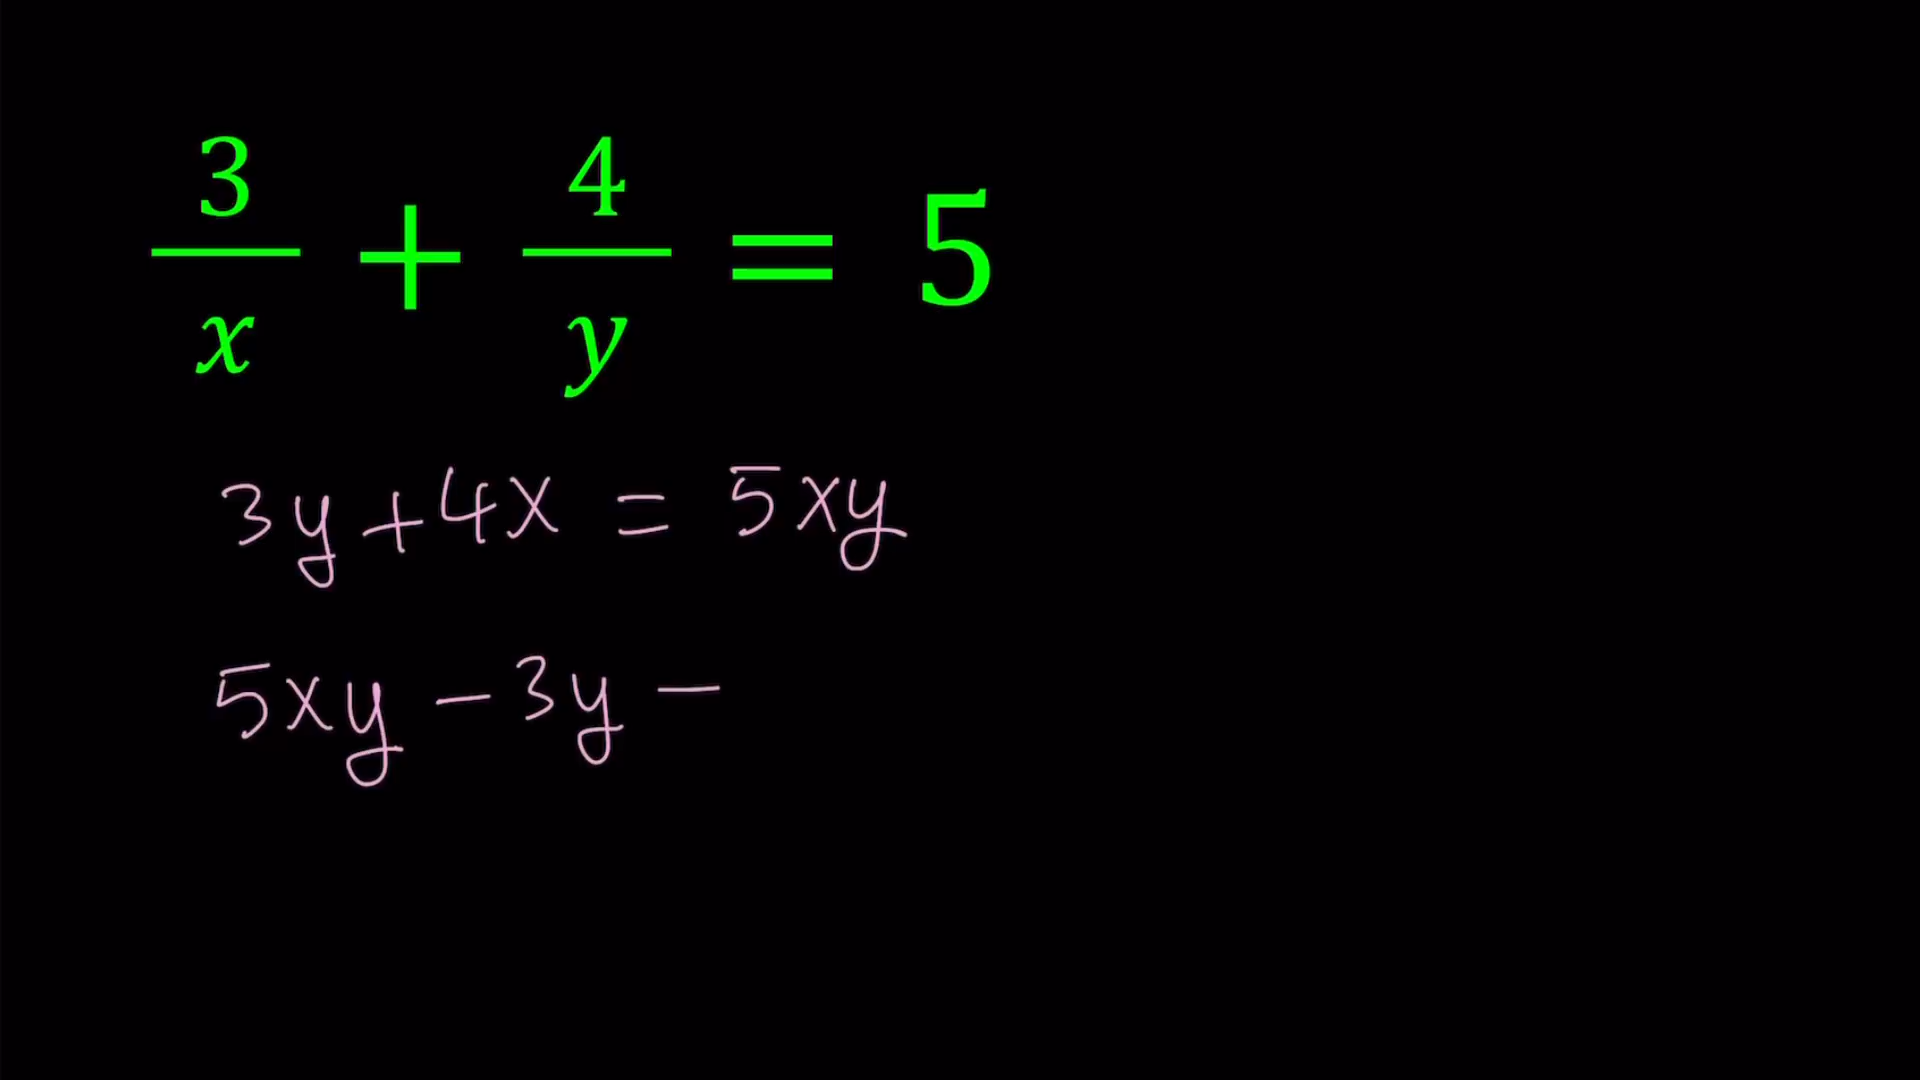 3/x + 4/y = 5
3y + 4x = 5xy
5xy - 3y -